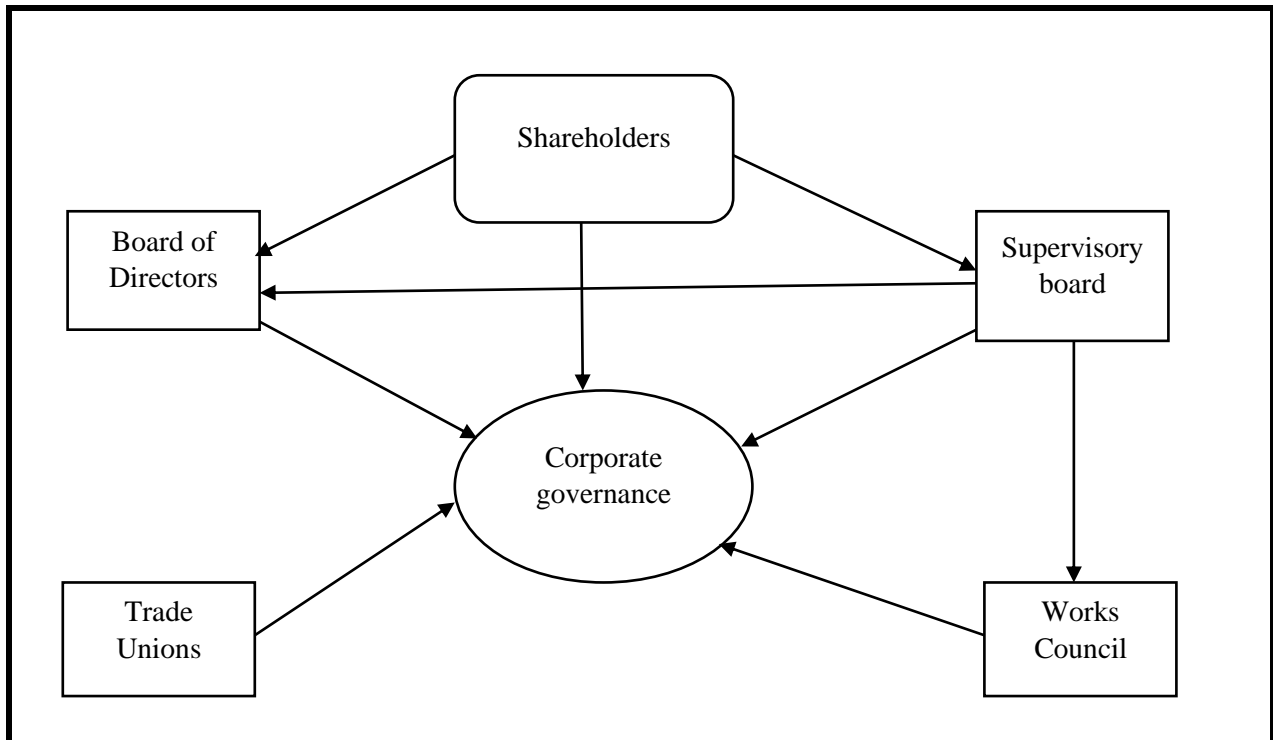 Shareholders
Board of
Directors
Supervisory
board
Corporate
governance
Trade
Unions
Works
Council